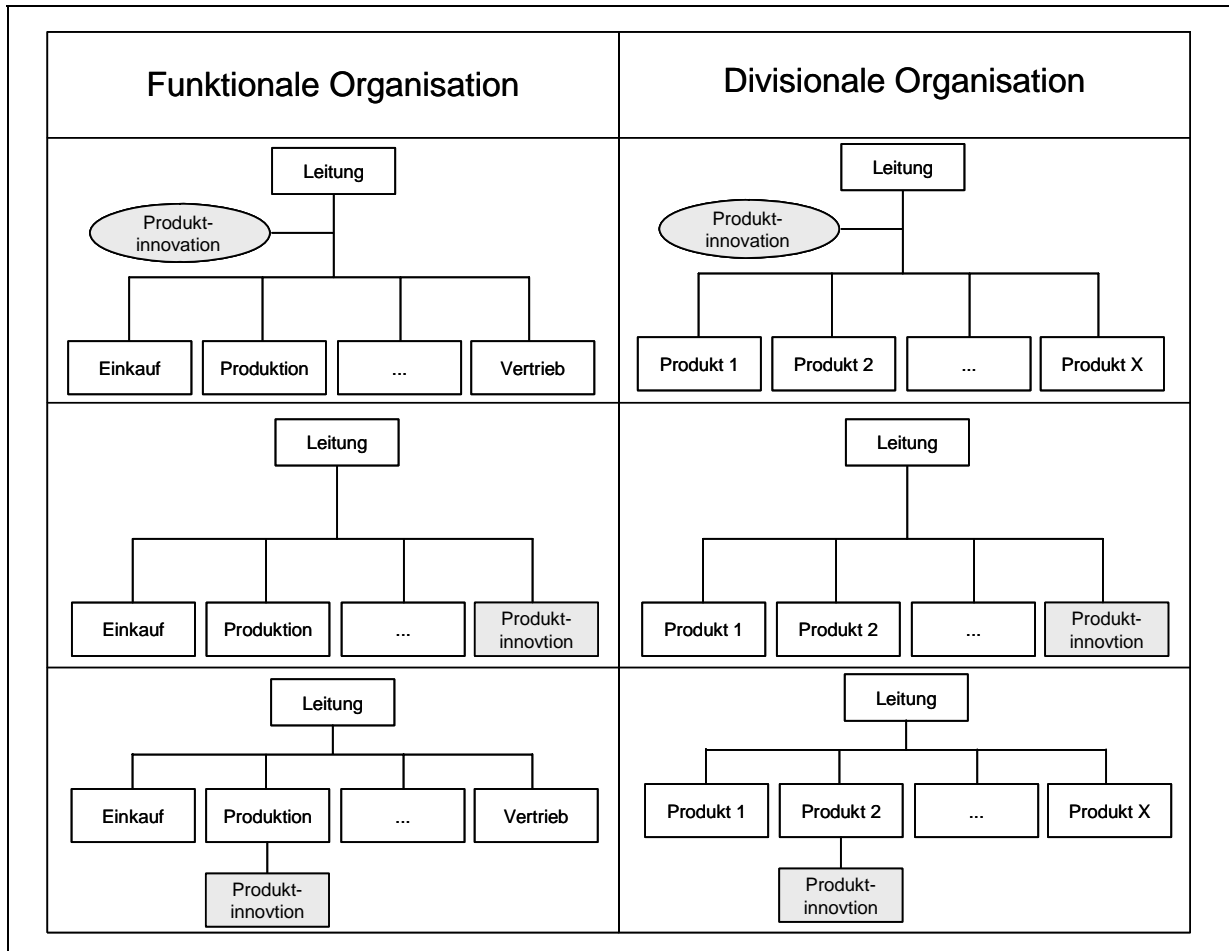 Funktionale Organisation
Divisionale Organisation
Leitung
Produkt-
innovation
Einkauf
Produktion
...
Vertrieb
Leitung
Produkt-
innovation
Produkt 1
Produkt 2
...
Produkt X
Leitung
Einkauf
Produktion
...
Produkt-
innovtion
Leitung
Produkt 1
Produkt 2
...
Produkt-
innovtion
Leitung
Einkauf
Produktion
...
Vertrieb
Produkt-
innovtion
Leitung
Produkt 1
Produkt 2
...
Produkt X
Produkt-
innovtion